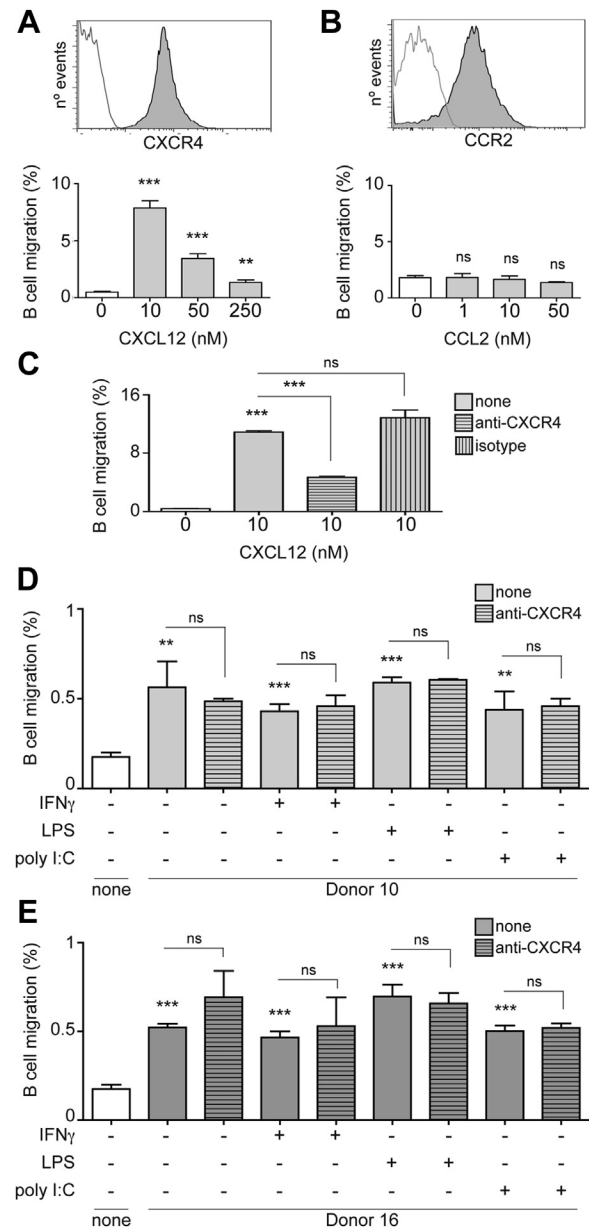 A
nº events
CXCR4
B cell migration (%)
10
5
0
***
***
**
0 10 50 250
CXCL12 (nM)
B
nº events
CCR2
B cell migration (%)
10
5
0
ns
ns
ns
0 1 10 50
CCL2 (nM)
C
B cell migration (%)
16
8
0
ns
***
***
none
anti-CXCR4
isotype
0 10 10 10
CXCL12 (nM)
D
B cell migration (%)
1
0.5
0
none
anti-CXCR4
** ns
*** ns
*** ns
** ns
IFNγ - - - + + - - - -
LPS - - - - - + + - -
poly I:C - - - - - - - + +
none Donor 10
E
B cell migration (%)
1
0.5
0
none
anti-CXCR4
*** ns
*** ns
*** ns
*** ns
IFNγ - - - + + - - - -
LPS - - - - - + + - -
poly I:C - - - - - - - + +
none Donor 16